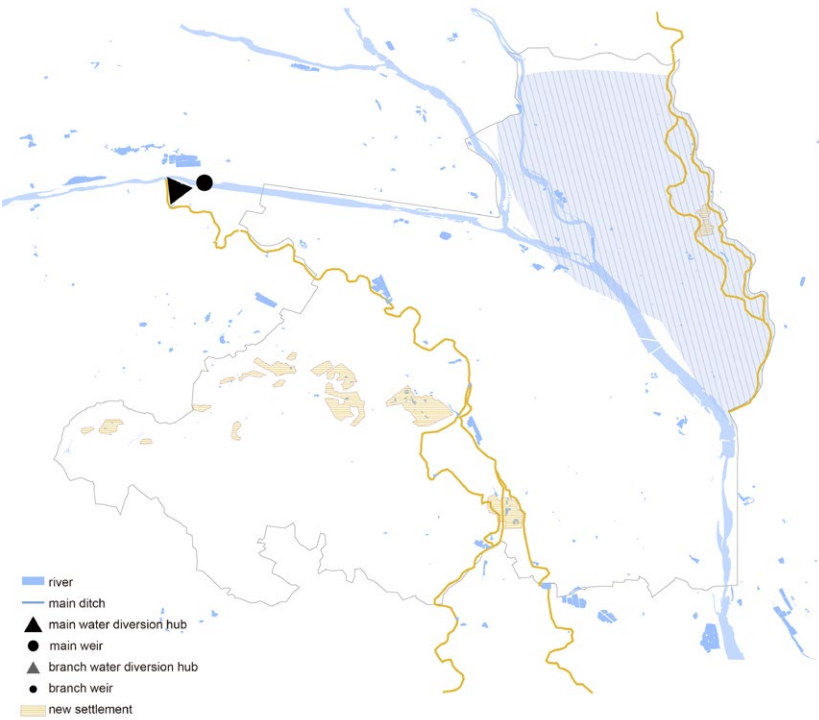 river
main ditch
main water diversion hub
main weir
branch water diversion hub
branch weir
new settlement